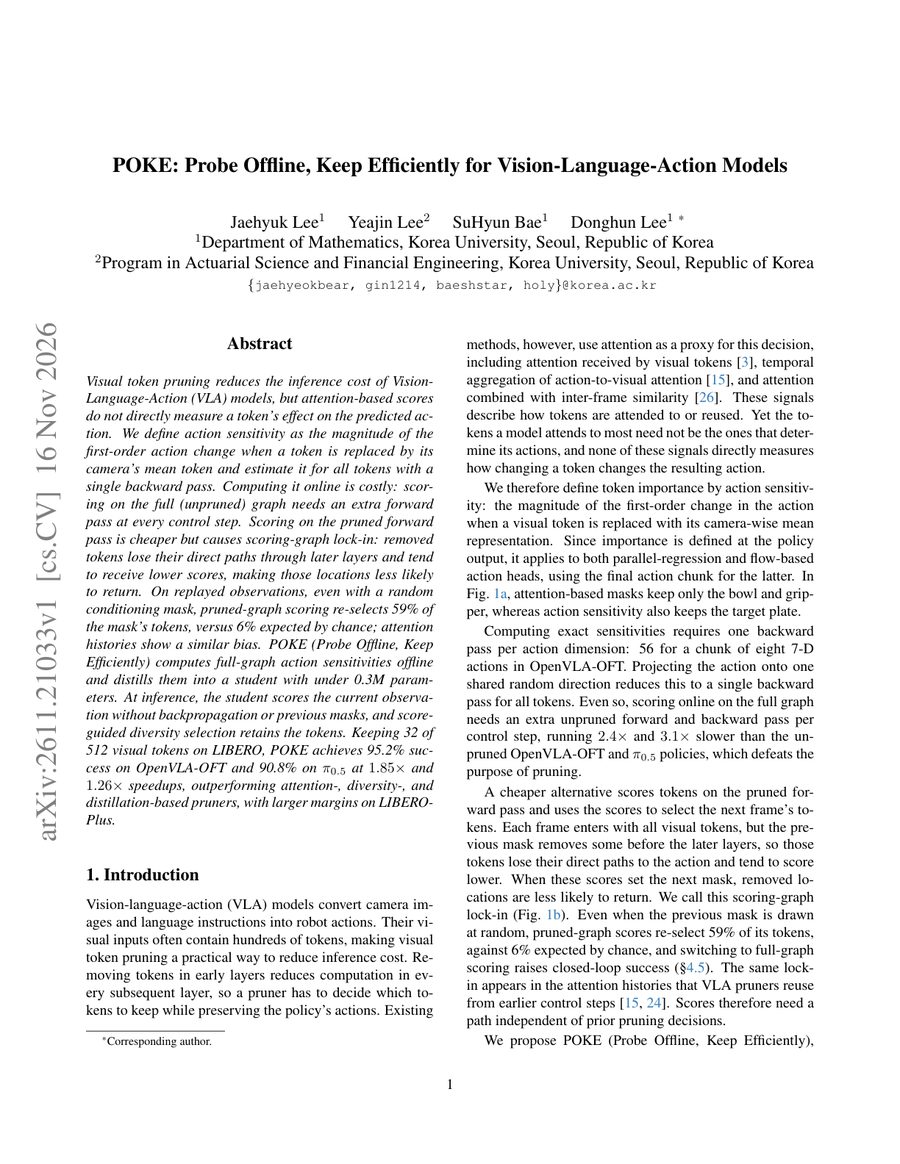 POKE: Probe Offline, Keep Efficiently for Vision-Language-Action Models
Jaehyuk Lee¹ Yeajin Lee² SuHyun Bae¹ Donghun Lee¹ *
¹Department of Mathematics, Korea University, Seoul, Republic of Korea
²Program in Actuarial Science and Financial Engineering, Korea University, Seoul, Republic of Korea
{jaehyeokbear, gin1214, baeshstar, holy}@korea.ac.kr
arXiv:2611.21033v1 [cs.CV] 16 Nov 2026
Abstract
Visual token pruning reduces the inference cost of Vision-
Language-Action (VLA) models, but attention-based scores
do not directly measure a token's effect on the predicted ac-
tion. We define action sensitivity as the magnitude of the
first-order action change when a token is replaced by its
camera's mean token and estimate it for all tokens with a
single backward pass. Computing it online is costly: scor-
ing on the full (unpruned) graph needs an extra forward
pass at every control step. Scoring on the pruned forward
pass is cheaper but causes scoring-graph lock-in: removed
tokens lose their direct paths through later layers and tend
to receive lower scores, making those locations less likely
to return. On replayed observations, even with a random
conditioning mask, pruned-graph scoring re-selects 59% of
the mask's tokens, versus 6% expected by chance; attention
histories show a similar bias. POKE (Probe Offline, Keep
Efficiently) computes full-graph action sensitivities offline
and distills them into a student with under 0.3M param-
eters. At inference, the student scores the current observa-
tion without backpropagation or previous masks, and score-
guided diversity selection retains the tokens. Keeping 32 of
512 visual tokens on LIBERO, POKE achieves 95.2% suc-
cess on OpenVLA-OFT and 90.8% on π0.5 at 1.85× and
1.26× speedups, outperforming attention-, diversity-, and
distillation-based pruners, with larger margins on LIBERO-
Plus.
1. Introduction
Vision-language-action (VLA) models convert camera im-
ages and language instructions into robot actions. Their vi-
sual inputs often contain hundreds of tokens, making visual
token pruning a practical way to reduce inference cost. Re-
moving tokens in early layers reduces computation in ev-
ery subsequent layer, so a pruner has to decide which to-
kens to keep while preserving the policy's actions. Existing
*Corresponding author.
methods, however, use attention as a proxy for this decision,
including attention received by visual tokens [3], temporal
aggregation of action-to-visual attention [15], and attention
combined with inter-frame similarity [26]. These signals
describe how tokens are attended to or reused. Yet the to-
kens a model attends to most need not be the ones that deter-
mine its actions, and none of these signals directly measures
how changing a token changes the resulting action.
We therefore define token importance by action sensitiv-
ity: the magnitude of the first-order change in the action
when a visual token is replaced with its camera-wise mean
representation. Since importance is defined at the policy
output, it applies to both parallel-regression and flow-based
action heads, using the final action chunk for the latter. In
Fig. 1a, attention-based masks keep only the bowl and grip-
per, whereas action sensitivity also keeps the target plate.
Computing exact sensitivities requires one backward
pass per action dimension: 56 for a chunk of eight 7-D
actions in OpenVLA-OFT. Projecting the action onto one
shared random direction reduces this to a single backward
pass for all tokens. Even so, scoring online on the full graph
needs an extra unpruned forward and backward pass per
control step, running 2.4× and 3.1× slower than the un-
pruned OpenVLA-OFT and π0.5 policies, which defeats the
purpose of pruning.
A cheaper alternative scores tokens on the pruned for-
ward pass and uses the scores to select the next frame's to-
kens. Each frame enters with all visual tokens, but the pre-
vious mask removes some before the later layers, so those
tokens lose their direct paths to the action and tend to score
lower. When these scores set the next mask, removed lo-
cations are less likely to return. We call this scoring-graph
lock-in (Fig. 1b). Even when the previous mask is drawn
at random, pruned-graph scores re-select 59% of its tokens,
against 6% expected by chance, and switching to full-graph
scoring raises closed-loop success (§4.5). The same lock-
in appears in the attention histories that VLA pruners reuse
from earlier control steps [15, 24]. Scores therefore need a
path independent of prior pruning decisions.
We propose POKE (Probe Offline, Keep Efficiently),
1